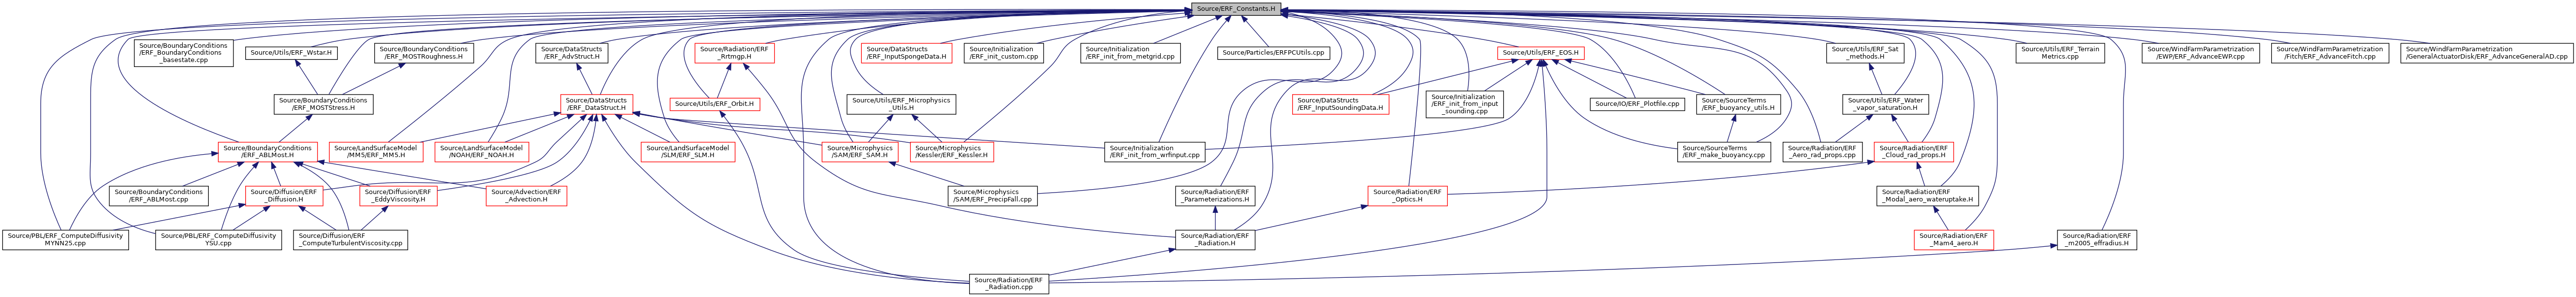 Source/ERF_Constants.H
Source/BoundaryConditions
/ERF_BoundaryConditions
_basestate.cpp
Source/Utils/ERF_Wstar.H
Source/BoundaryConditions
/ERF_MOSTRoughness.H
Source/DataStructs
/ERF_AdvStruct.H
Source/Radiation/ERF
_Rrtmgp.H
Source/DataStructs
/ERF_InputSpongeData.H
Source/Initialization
/ERF_init_custom.cpp
Source/Initialization
/ERF_init_from_metgrid.cpp
Source/Particles/ERFPCUtils.cpp
Source/Utils/ERF_EOS.H
Source/Utils/ERF_Sat
_methods.H
Source/Utils/ERF_Terrain
Metrics.cpp
Source/WindFarmParametrization
/EWP/ERF_AdvanceEWP.cpp
Source/WindFarmParametrization
/Fitch/ERF_AdvanceFitch.cpp
Source/WindFarmParametrization
/GeneralActuatorDisk/ERF_AdvanceGeneralAD.cpp
Source/BoundaryConditions
/ERF_MOSTStress.H
Source/DataStructs
/ERF_DataStruct.H
Source/Utils/ERF_Orbit.H
Source/Utils/ERF_Microphysics
_Utils.H
Source/DataStructs
/ERF_InputSoundingData.H
Source/Initialization
/ERF_init_from_input
_sounding.cpp
Source/IO/ERF_Plotfile.cpp
Source/SourceTerms
/ERF_buoyancy_utils.H
Source/Utils/ERF_Water
_vapor_saturation.H
Source/BoundaryConditions
/ERF_ABLMost.H
Source/LandSurfaceModel
/MM5/ERF_MM5.H
Source/LandSurfaceModel
/NOAH/ERF_NOAH.H
Source/LandSurfaceModel
/SLM/ERF_SLM.H
Source/Microphysics
/SAM/ERF_SAM.H
Source/Microphysics
/Kessler/ERF_Kessler.H
Source/Initialization
/ERF_init_from_wrfinput.cpp
Source/SourceTerms
/ERF_make_buoyancy.cpp
Source/Radiation/ERF
_Aero_rad_props.cpp
Source/Radiation/ERF
_Cloud_rad_props.H
Source/BoundaryConditions
/ERF_ABLMost.cpp
Source/Diffusion/ERF
_Diffusion.H
Source/Diffusion/ERF
_EddyViscosity.H
Source/Advection/ERF
_Advection.H
Source/Microphysics
/SAM/ERF_PrecipFall.cpp
Source/Radiation/ERF
_Parameterizations.H
Source/Radiation/ERF
_Optics.H
Source/Radiation/ERF
_Modal_aero_wateruptake.H
Source/PBL/ERF_ComputeDiffusivity
MYNN25.cpp
Source/PBL/ERF_ComputeDiffusivity
YSU.cpp
Source/Diffusion/ERF
_ComputeTurbulentViscosity.cpp
Source/Radiation/ERF
_Radiation.H
Source/Radiation/ERF
_Mam4_aero.H
Source/Radiation/ERF
_m2005_effradius.H
Source/Radiation/ERF
_Radiation.cpp